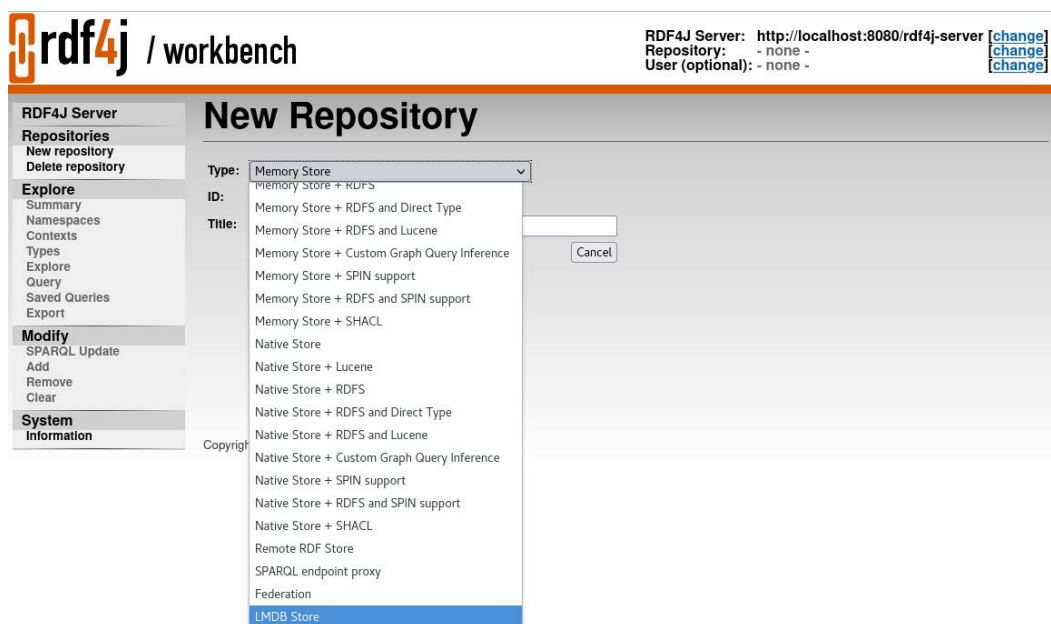 rdf4j / workbench
RDF4J Server: http://localhost:8080/rdf4j-server [change]
Repository: - none - [change]
User (optional): - none - [change]
RDF4J Server
Repositories
New repository
Delete repository
Explore
Summary
Namespaces
Contexts
Types
Explore
Query
Saved Queries
Export
Modify
SPARQL Update
Add
Remove
Clear
System
Information
New Repository
Type: Memory Store
ID:
Title:
Memory Store + RDFS
Memory Store + RDFS and Direct Type
Memory Store + RDFS and Lucene
Memory Store + Custom Graph Query Inference
Memory Store + SPIN support
Memory Store + RDFS and SPIN support
Memory Store + SHACL
Native Store
Native Store + Lucene
Native Store + RDFS
Native Store + RDFS and Direct Type
Native Store + RDFS and Lucene
Native Store + Custom Graph Query Inference
Native Store + SPIN support
Native Store + RDFS and SPIN support
Native Store + SHACL
Remote RDF Store
SPARQL endpoint proxy
Federation
LMDB Store
Cancel
Copyrigh